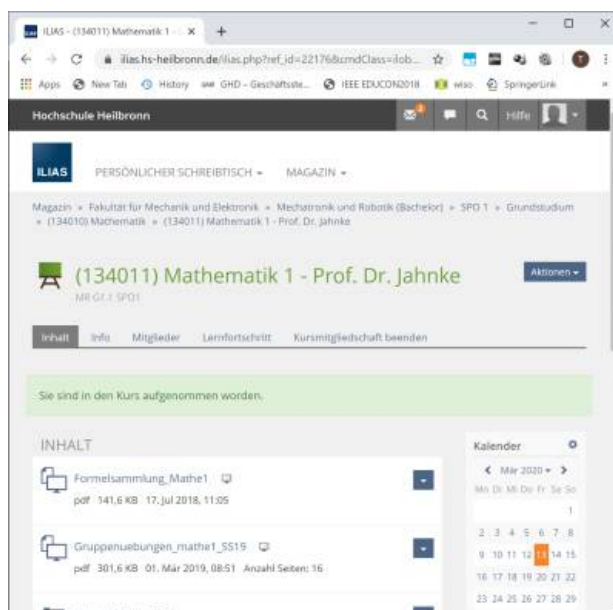 ILIAS - (134011) Mathematik 1 -
ilias.hs-heilbronn.de/ilias.php?ref_id=22176&cmdClass=ilob...
Apps New Tab History GHD - Geschäftsste... IEEE EDUCON2018 wiso SpringerLink
Hochschule Heilbronn Hilfe
ILIAS PERSÖNLICHER SCHREIBTISCH MAGAZIN
Magazin » Fakultät für Mechanik und Elektronik » Mechatronik und Robotik (Bachelor) » SPO 1 » Grundstudium
» (134010) Mathematik » (134011) Mathematik 1 - Prof. Dr. Jahnke
(134011) Mathematik 1 - Prof. Dr. Jahnke Aktionen
MR G1.1 SPO1
Inhalt Info Mitglieder Lernfortschritt Kursmitgliedschaft beenden
Sie sind in den Kurs aufgenommen worden.
INHALT
Formelsammlung_Mathe1
pdf 141,6 KB 17. Jul 2018, 11:05
Gruppenuebungen_mathe1_SS19
pdf 301,6 KB 01. Mär 2019, 08:51 Anzahl Seiten: 16
Kalender
Mär 2020
Mo Di Mi Do Fr Sa So
1
2 3 4 5 6 7 8
9 10 11 12 13 14 15
16 17 18 19 20 21 22
23 24 25 26 27 28 29